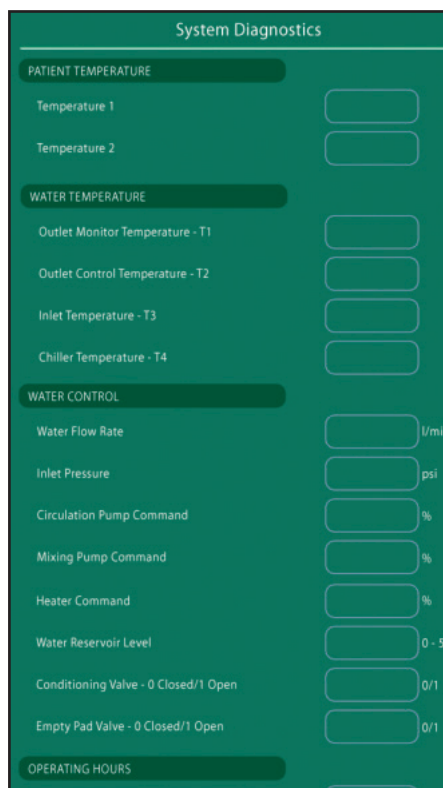 System Diagnostics
PATIENT TEMPERATURE
Temperature 1
Temperature 2
WATER TEMPERATURE
Outlet Monitor Temperature - T1
Outlet Control Temperature - T2
Inlet Temperature - T3
Chiller Temperature - T4
WATER CONTROL
Water Flow Rate l/mi
Inlet Pressure psi
Circulation Pump Command %
Mixing Pump Command %
Heater Command %
Water Reservoir Level 0 - 5
Conditioning Valve - 0 Closed/1 Open 0/1
Empty Pad Valve - 0 Closed/1 Open 0/1
OPERATING HOURS